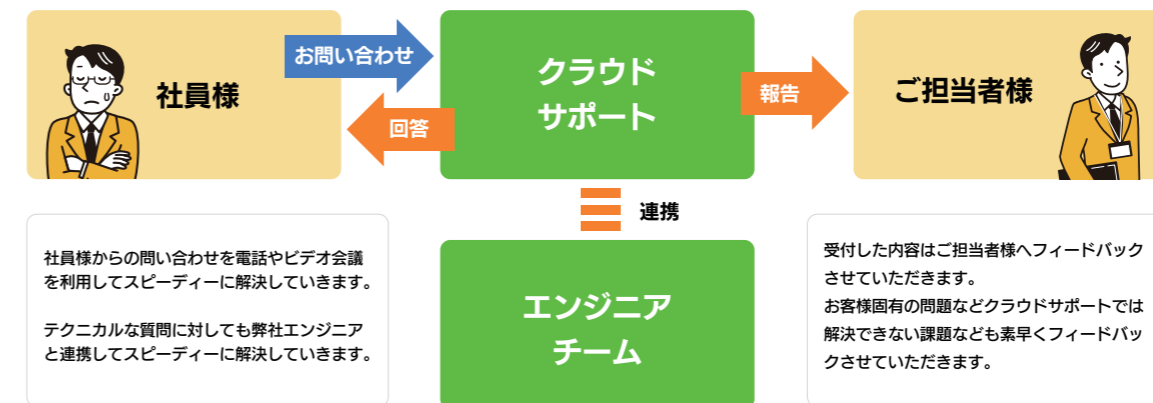 社員様
お問い合わせ
回答
クラウド
サポート
報告
ご担当者様
連携
社員様からの問い合わせを電話やビデオ会議
を利用してスピーディーに解決していきます。
テクニカルな質問に対しても弊社エンジニア
と連携してスピーディーに解決していきます。
エンジニア
チーム
受付した内容はご担当者様へフィードバック
させていただきます。
お客様固有の問題などクラウドサポートでは
解決できない課題なども素早くフィードバッ
クさせていただきます。